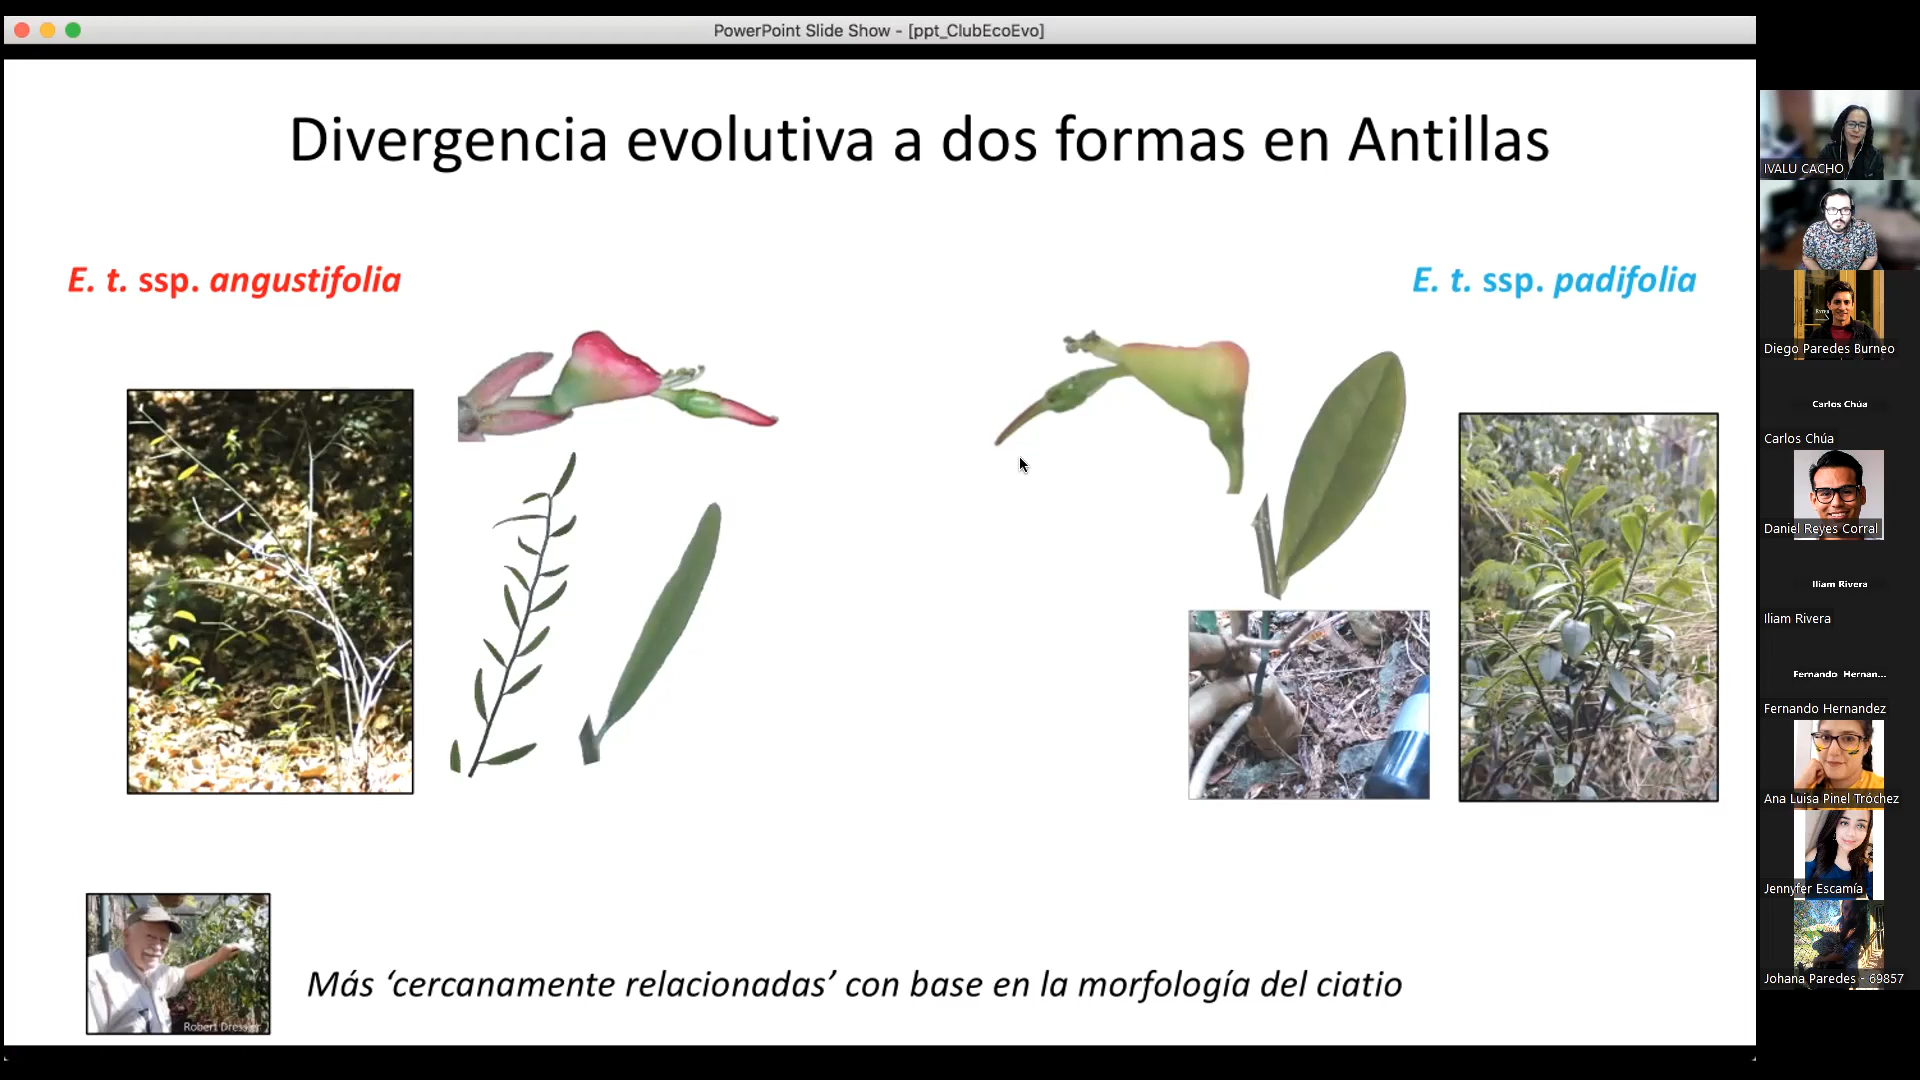 PowerPoint Slide Show - [ppt_ClubEcoEvo]
Divergencia evolutiva a dos formas en Antillas
E. t. ssp. angustifolia
E. t. ssp. padifolia
Robert Dressler
Más ‘cercanamente relacionadas’ con base en la morfología del ciatio
IVALU CACHO
Diego Paredes Burneo
Carlos Chúa
Carlos Chúa
Daniel Reyes Corral
Iliam Rivera
Iliam Rivera
Fernando Hernan...
Fernando Hernandez
Ana Luisa Pinel Tróchez
Jennyfer Escamía
Johana Paredes - 69857